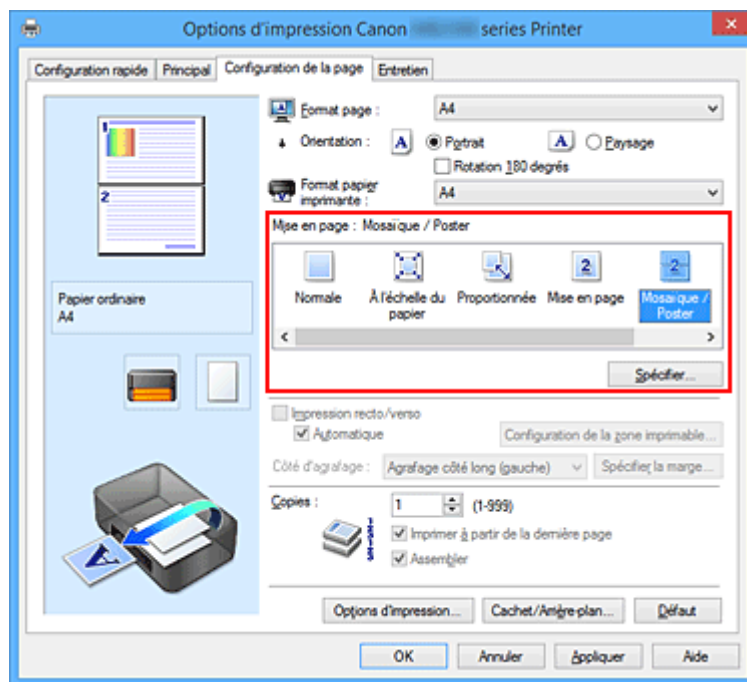 Options d'impression Canon series Printer
Configuration rapide Principal Configuration de la page Entretien
Format page : A4
Orientation : A Portrait A Paysage
Rotation 180 degrés
Format papier imprimante : A4
Mise en page : Mosaïque / Poster
Normale À l'échelle du papier Proportionnée Mise en page Mosaïque / Poster
2 2
1
2
Papier ordinaire
A4
Spécifier...
Impression recto/verso
Automatique Configuration de la zone imprimable...
Côté d'agrafage : Agrafage côté long (gauche) Spécifier la marge...
Copies : 1 (1-999)
Imprimer à partir de la dernière page
Assembler
A
Options d'impression... Cachet/Arrière-plan... Défaut
OK Annuler Appliquer Aide